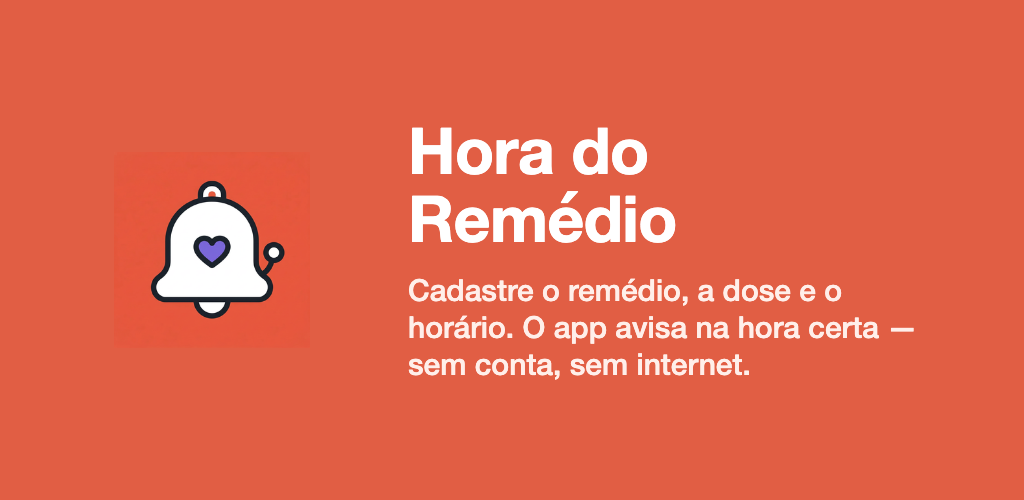 Hora do
Remédio
Cadastre o remédio, a dose e o
horário. O app avisa na hora certa —
sem conta, sem internet.